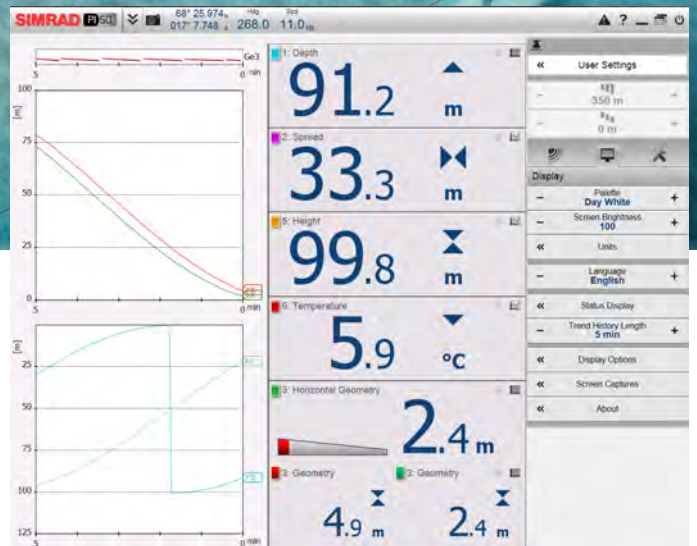 SIMRAD PI50
68° 25.974N
017° 7.748
Hdg
268.0
Spd
11.0
A ? _
Ge3
5 0 min
[m]
100
75
50
25
0
5 0 min
[m]
25
50
75
100
125
5 min
1: Depth
91.2 m
2: Spread
33.3 m
5: Height
99.8 m
6: Temperature
5.9 °C
3: Horizontal Geometry
2.4 m
3: Geometry
4.9 m
3: Geometry
2.4 m
« User Settings
350 m
0 m
Display
- Palette +
Day White
- Screen Brightness +
100
« Units
- Language +
English
« Status Display
- Trend History Length +
5 min
« Display Options
« Screen Captures
« About